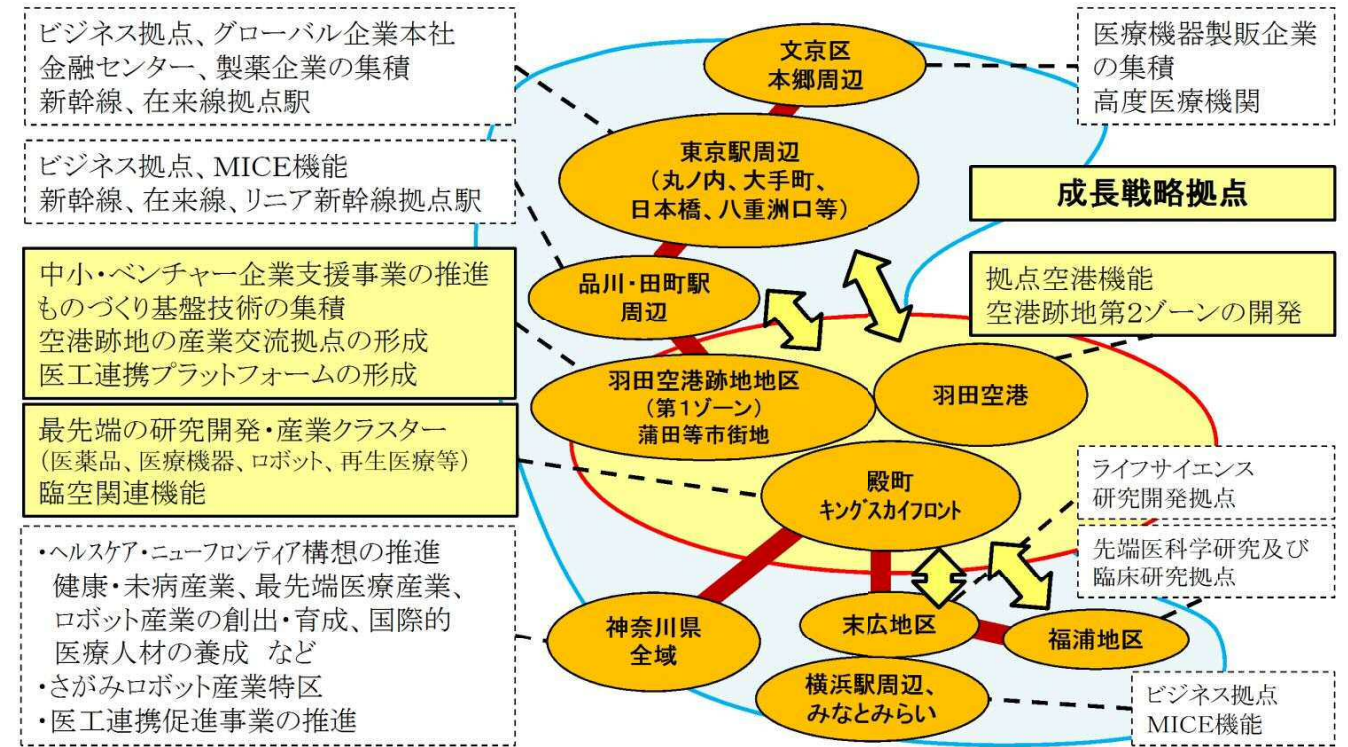 ビジネス拠点、グローバル企業本社
金融センター、製薬企業の集積
新幹線、在来線拠点駅
文京区
本郷周辺
医療機器製販企業
の集積
高度医療機関
東京駅周辺
(丸ノ内、大手町、
日本橋、八重洲口等)
ビジネス拠点、MICE機能
新幹線、在来線、リニア新幹線拠点駅
成長戦略拠点
品川・田町駅
周辺
中小・ベンチャー企業支援事業の推進
ものづくり基盤技術の集積
空港跡地の産業交流拠点の形成
医工連携プラットフォームの形成
拠点空港機能
空港跡地第2ゾーンの開発
羽田空港跡地地区
(第1ゾーン)
蒲田等市街地
羽田空港
最先端の研究開発・産業クラスター
(医薬品、医療機器、ロボット、再生医療等)
臨空関連機能
殿町
キングスカイフロント
ライフサイエンス
研究開発拠点
先端医科学研究及び
臨床研究拠点
・ヘルスケア・ニューフロンティア構想の推進
健康・未病産業、最先端医療産業、
ロボット産業の創出・育成、国際的
医療人材の養成 など
・さがみロボット産業特区
・医工連携促進事業の推進
神奈川県
全域
末広地区
福浦地区
横浜駅周辺、
みなとみらい
ビジネス拠点
MICE機能